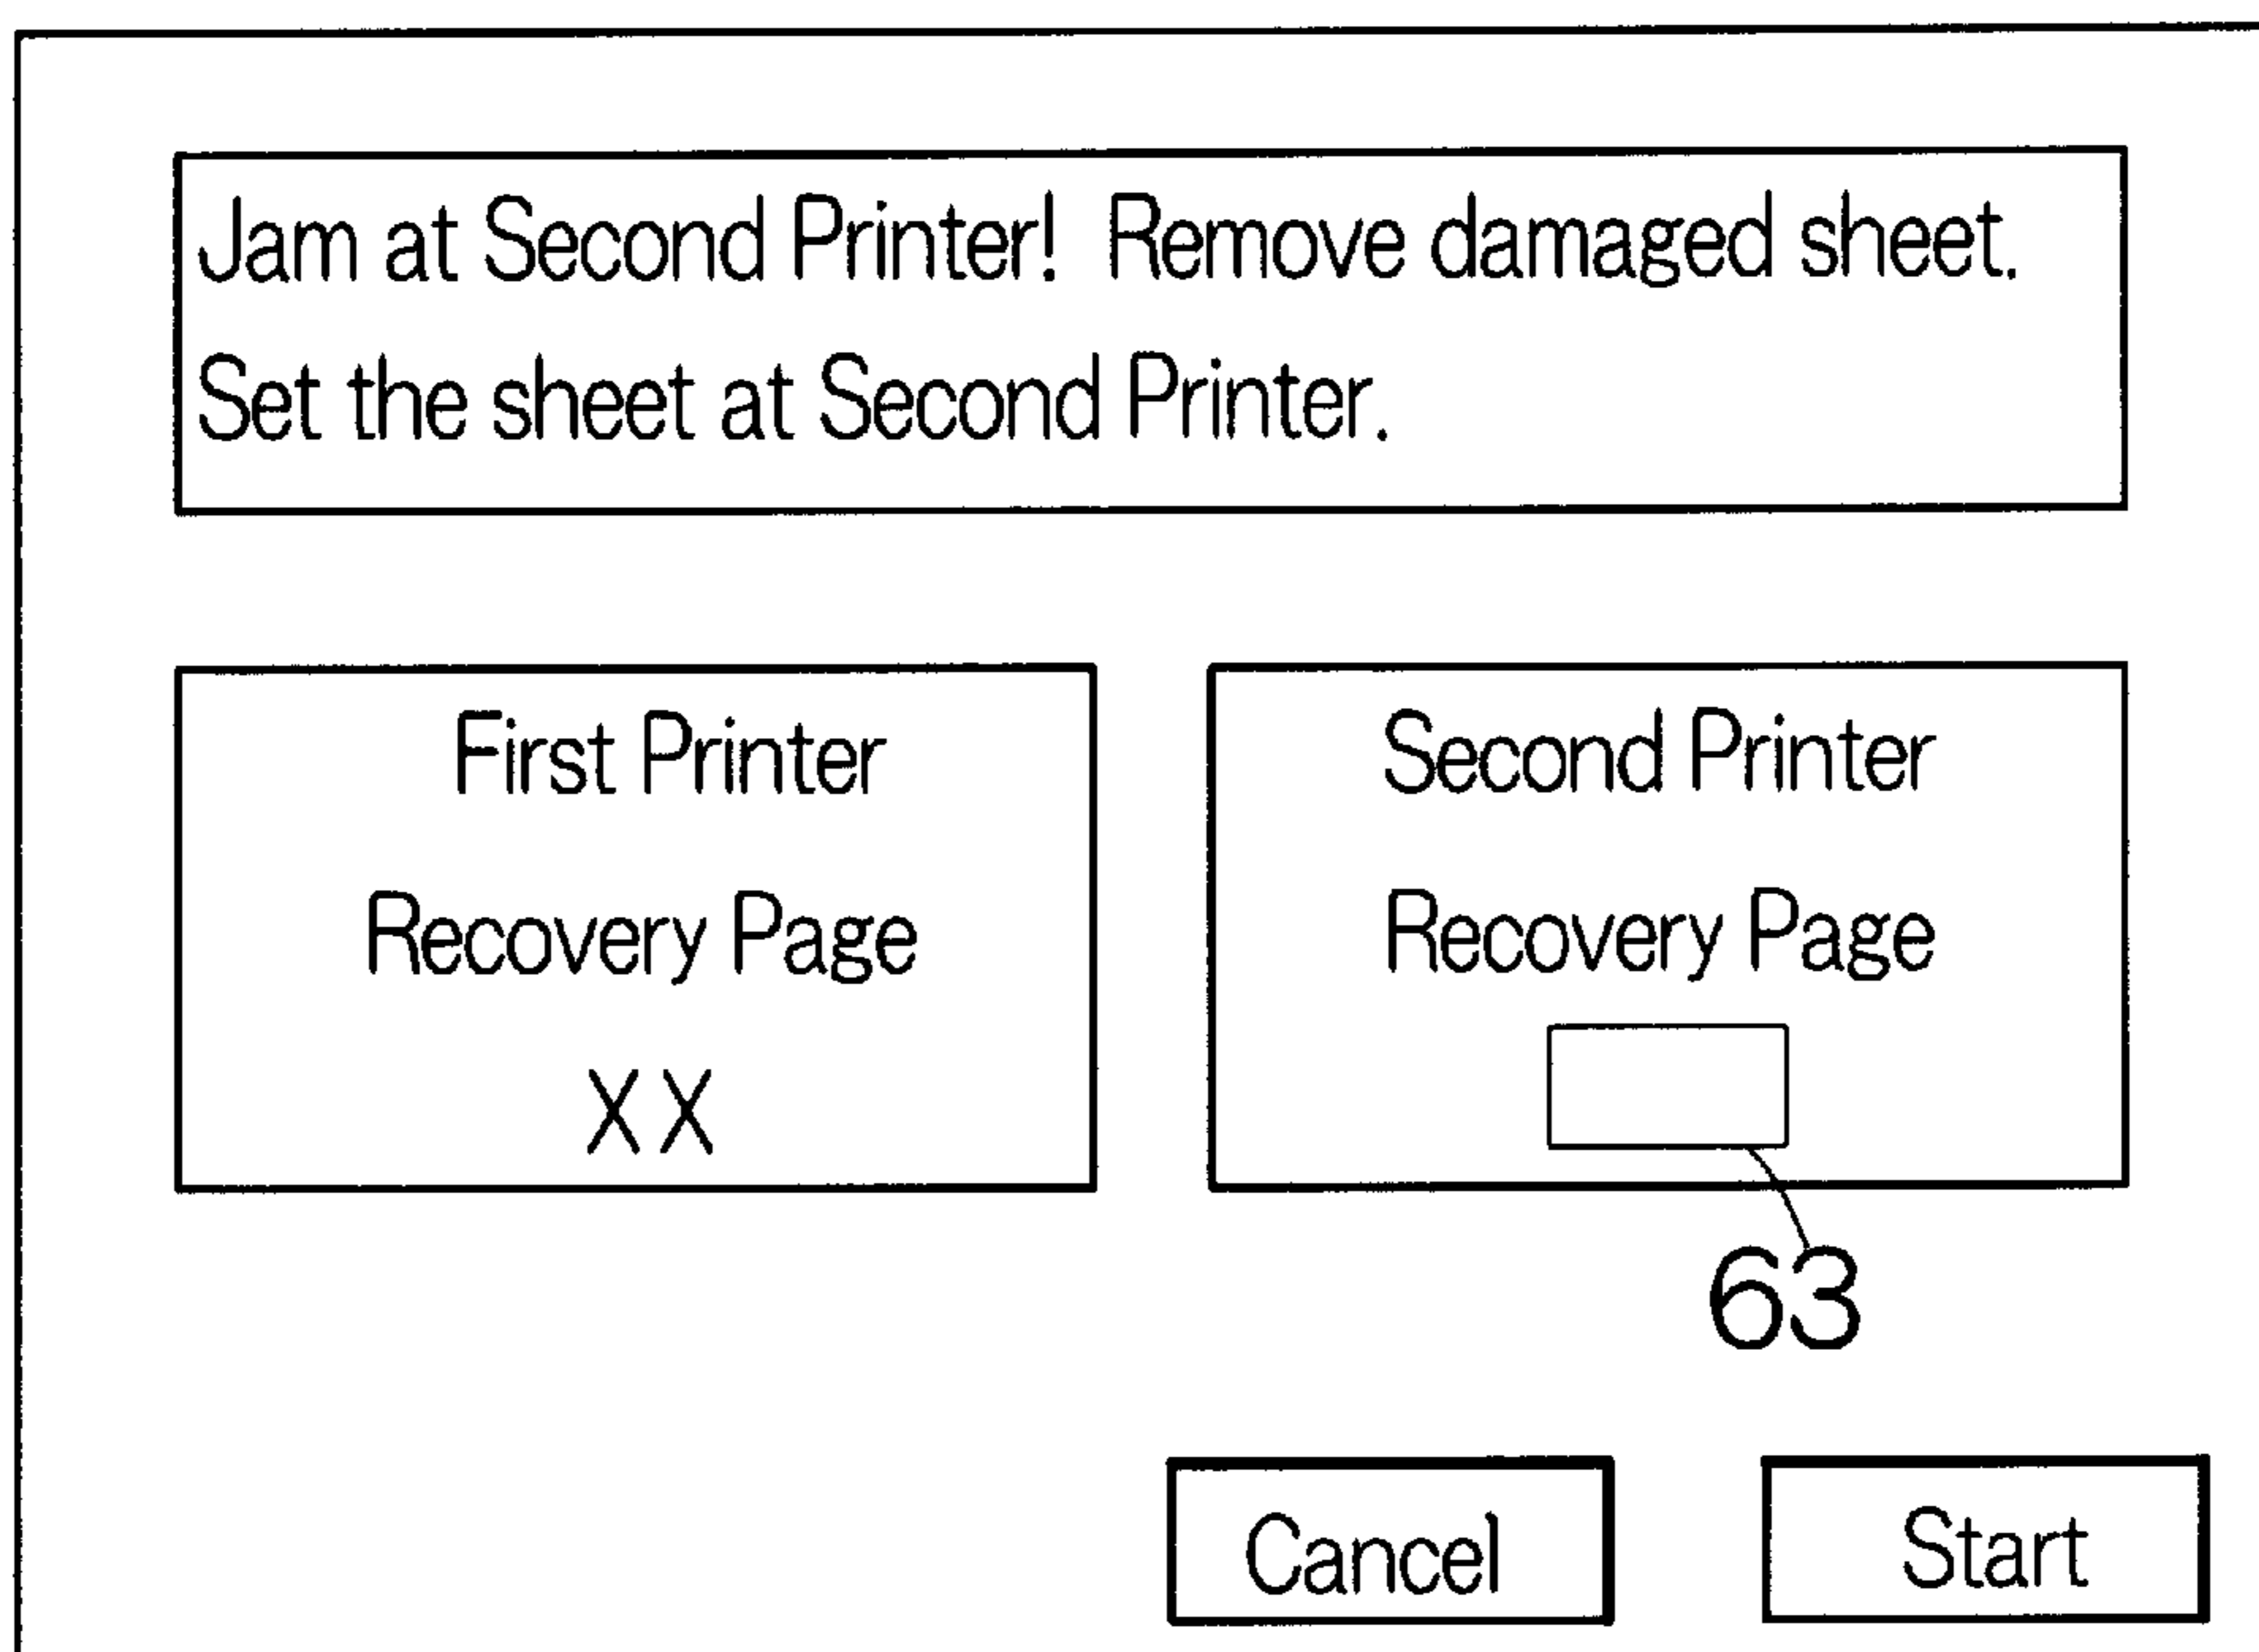 Jam at Second Printer! Remove damaged sheet.
Set the sheet at Second Printer.
First Printer
Recovery Page
XX
Second Printer
Recovery Page
63
Cancel
Start